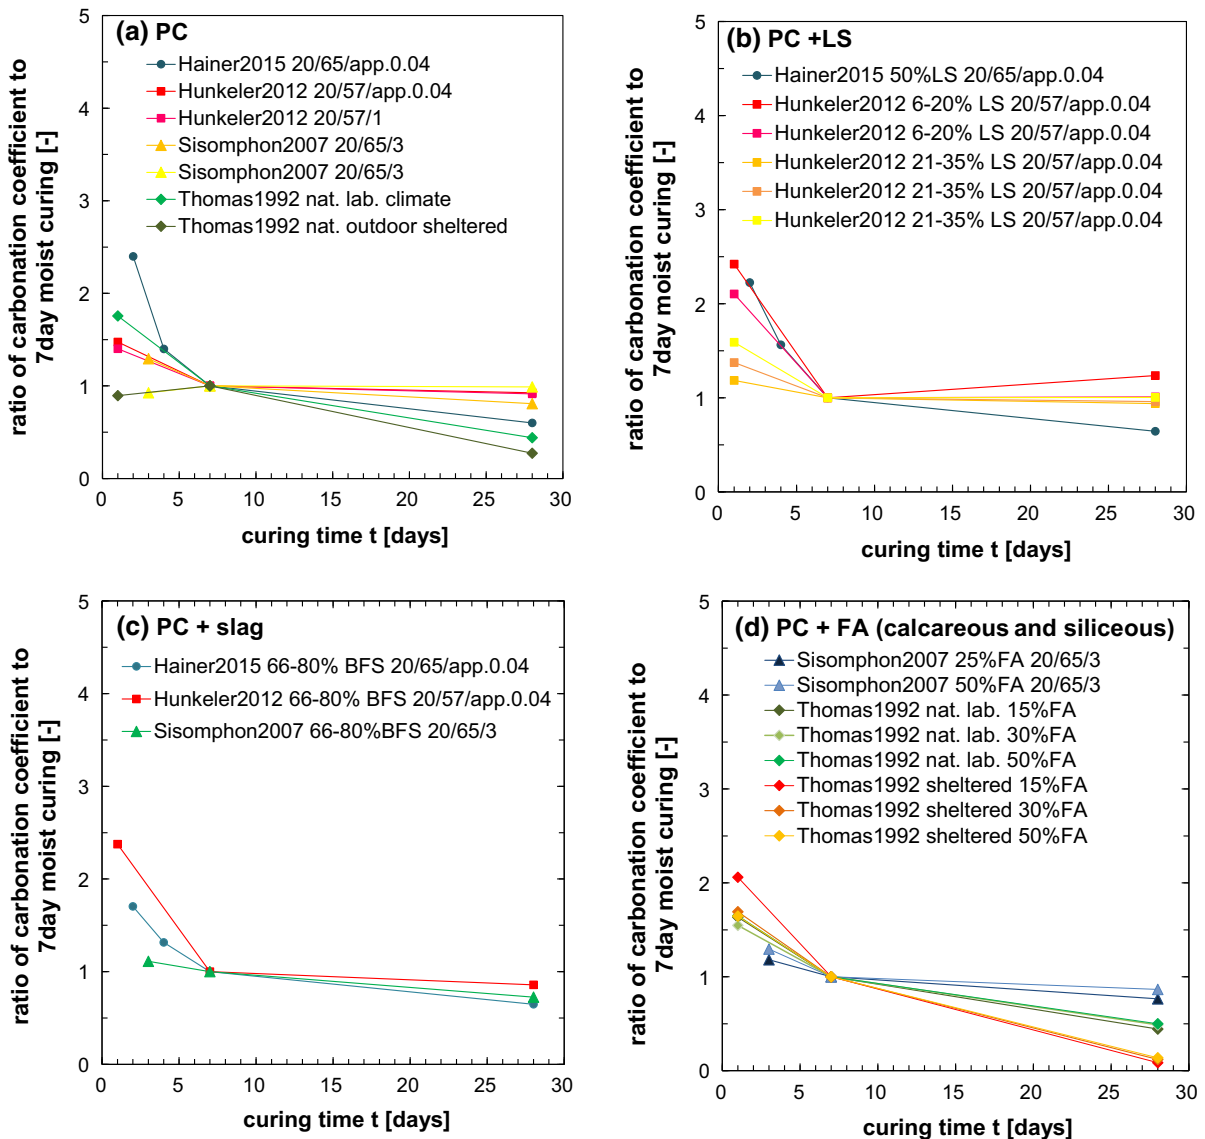 (a) PC
Hainer2015 20/65/app.0.04
Hunkeler2012 20/57/app.0.04
Hunkeler2012 20/57/1
Sisomphon2007 20/65/3
Sisomphon2007 20/65/3
Thomas1992 nat. lab. climate
Thomas1992 nat. outdoor sheltered
ratio of carbonation coefficient to
7day moist curing [-]
5
4
3
2
1
0
0 5 10 15 20 25 30
curing time t [days]
(b) PC +LS
Hainer2015 50%LS 20/65/app.0.04
Hunkeler2012 6-20% LS 20/57/app.0.04
Hunkeler2012 6-20% LS 20/57/app.0.04
Hunkeler2012 21-35% LS 20/57/app.0.04
Hunkeler2012 21-35% LS 20/57/app.0.04
Hunkeler2012 21-35% LS 20/57/app.0.04
ratio of carbonation coefficient to
7day moist curing [-]
5
4
3
2
1
0
0 5 10 15 20 25 30
curing time t [days]
(c) PC + slag
Hainer2015 66-80% BFS 20/65/app.0.04
Hunkeler2012 66-80% BFS 20/57/app.0.04
Sisomphon2007 66-80%BFS 20/65/3
ratio of carbonation coefficient to
7day moist curing [-]
5
4
3
2
1
0
0 5 10 15 20 25 30
curing time t [days]
(d) PC + FA (calcareous and siliceous)
Sisomphon2007 25%FA 20/65/3
Sisomphon2007 50%FA 20/65/3
Thomas1992 nat. lab. 15%FA
Thomas1992 nat. lab. 30%FA
Thomas1992 nat. lab. 50%FA
Thomas1992 sheltered 15%FA
Thomas1992 sheltered 30%FA
Thomas1992 sheltered 50%FA
ratio of carbonation coefficient to
7day moist curing [-]
5
4
3
2
1
0
0 5 10 15 20 25 30
curing time t [days]